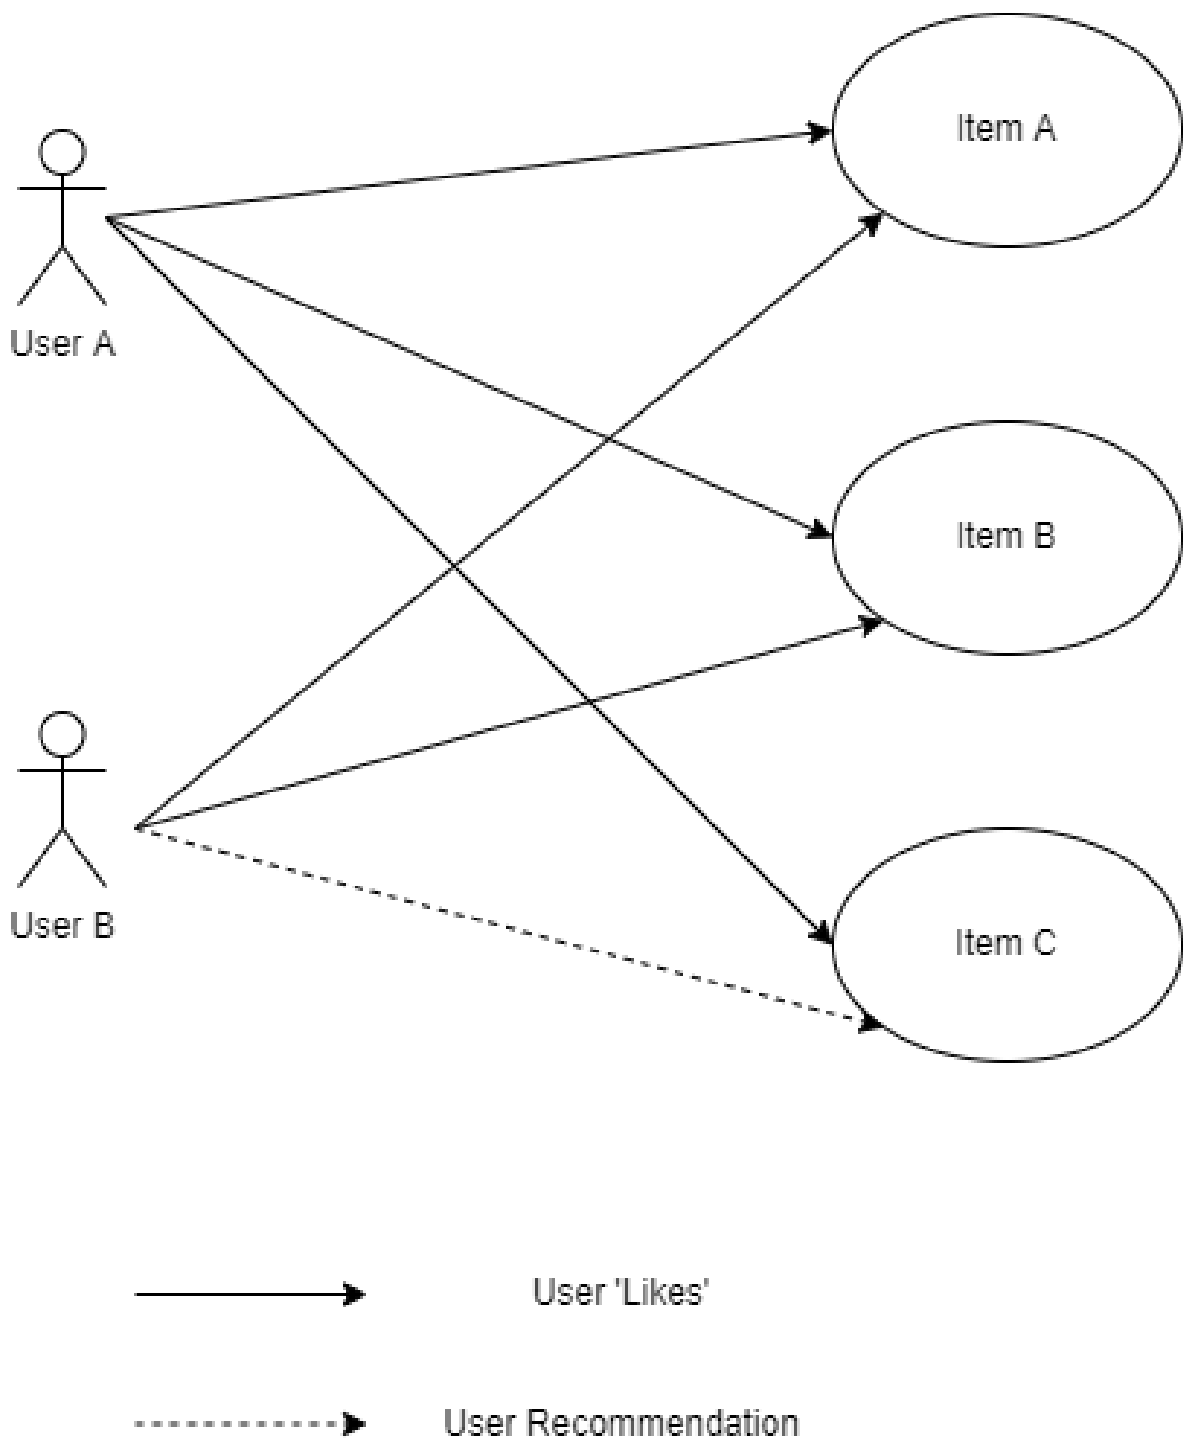 Item A
User A
Item B
User B
Item C
User 'Likes'
User Recommendation